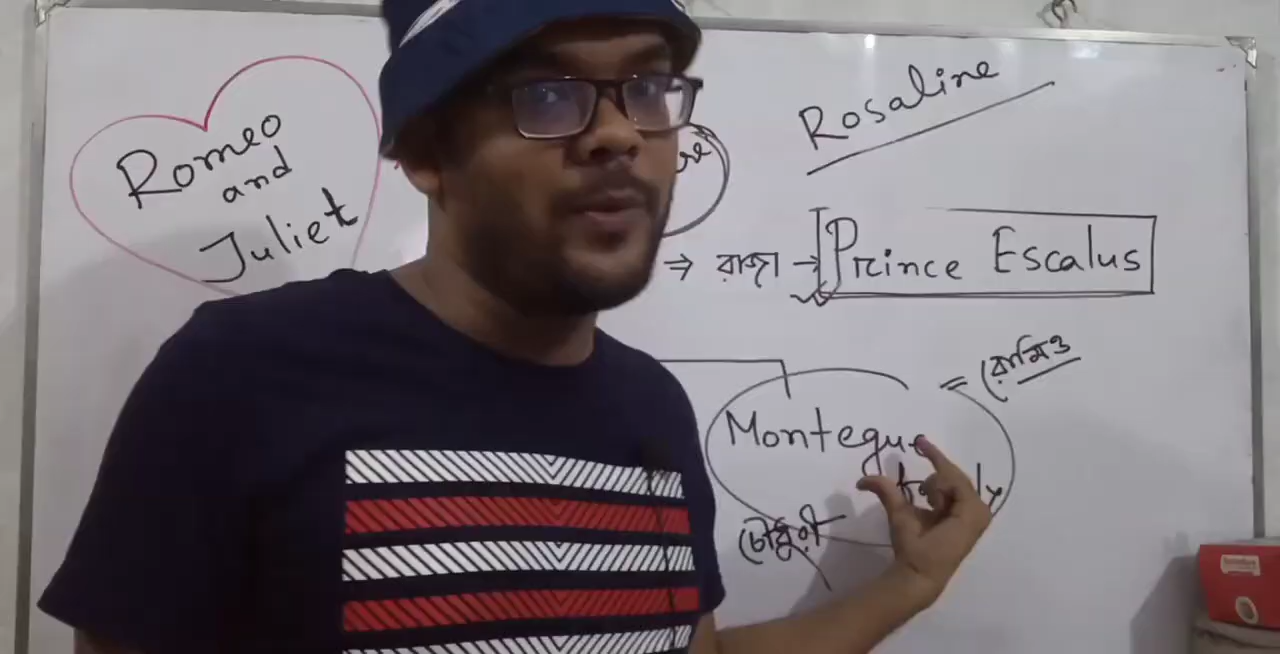 Romeo
and
Juliet
Rosaline
⇒ রাজা → Prince Escalus
= রোমিও
Montegue
চৌধুরী